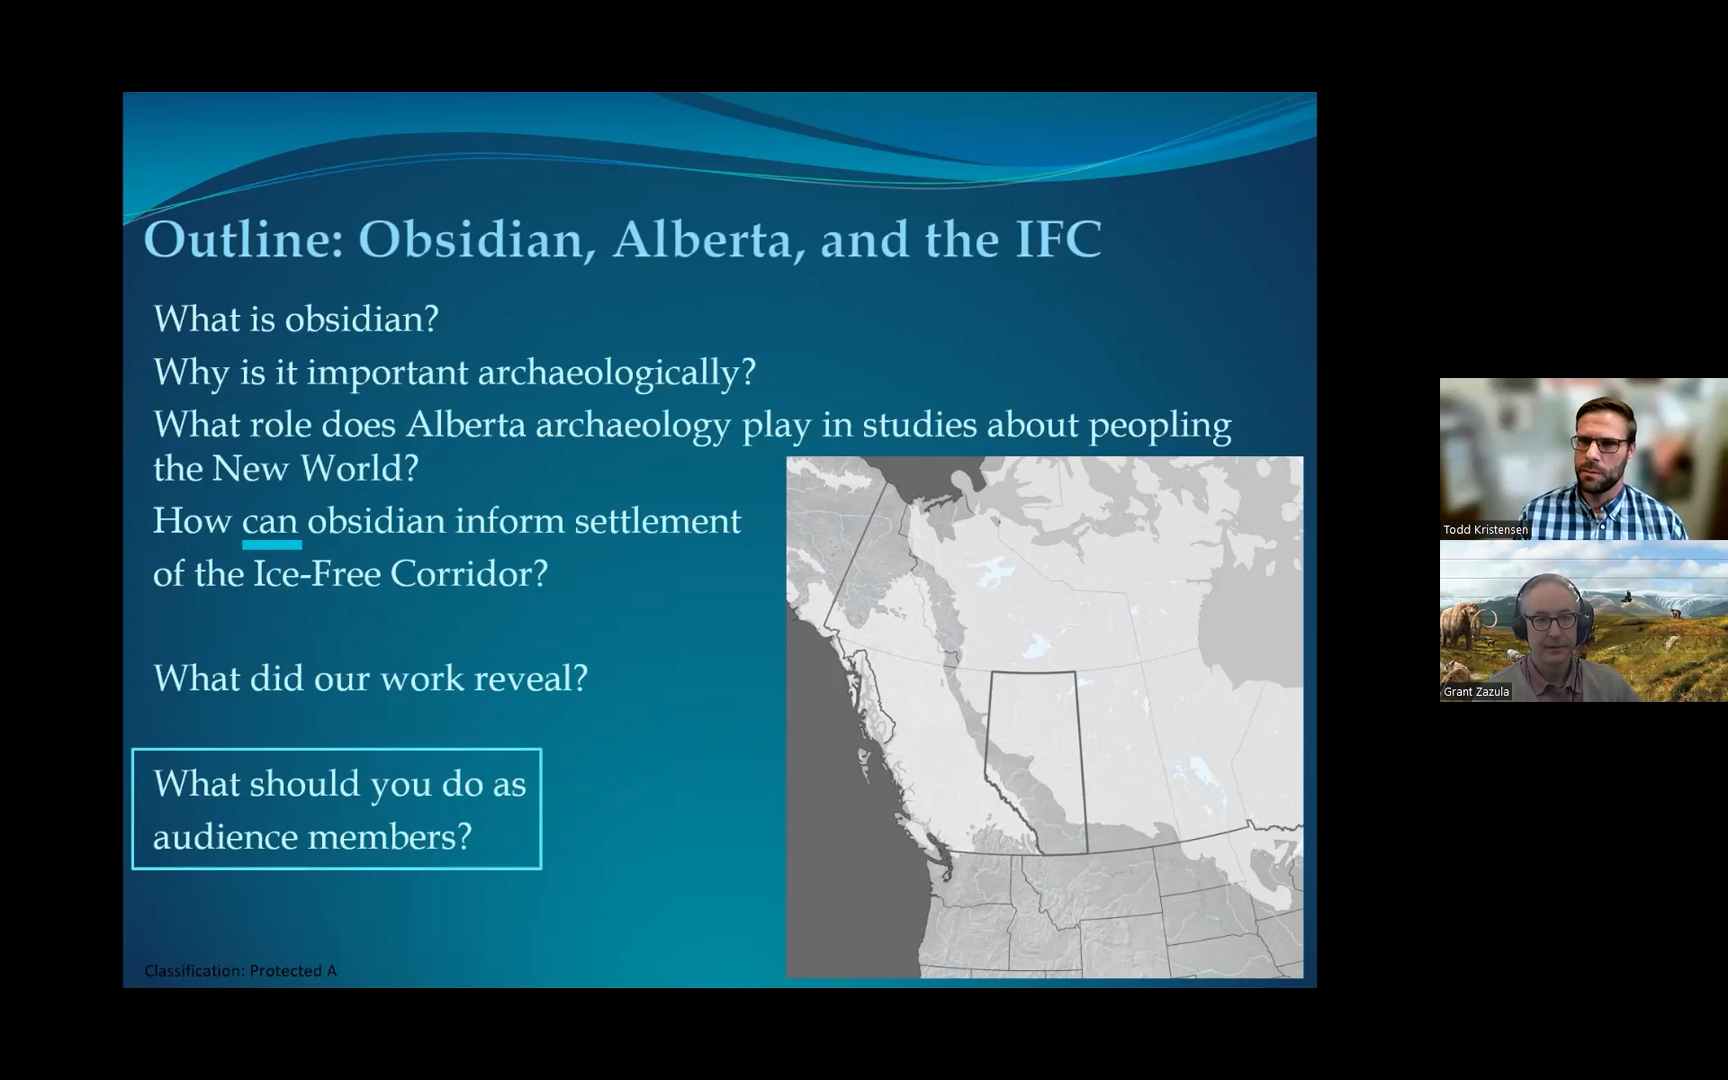 Outline: Obsidian, Alberta, and the IFC
What is obsidian?
Why is it important archaeologically?
What role does Alberta archaeology play in studies about peopling
the New World?
How can obsidian inform settlement
of the Ice-Free Corridor?
What did our work reveal?
What should you do as
audience members?
Classification: Protected A
Todd Kristensen
Grant Zazula